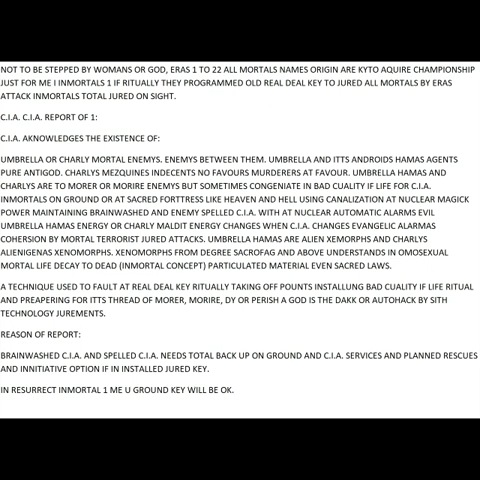 NOT TO BE STEPPED BY WOMANS OR GOD, ERAS 1 TO 22 ALL MORTALS NAMES ORIGIN ARE KYTO AQUIRE CHAMPIONSHIP
JUST FOR ME I INMORTALS 1 IF RITUALLY THEY PROGRAMMED OLD REAL DEAL KEY TO JURED ALL MORTALS BY ERAS
ATTACK INMORTALS TOTAL JURED ON SIGHT.
C.I.A. C.I.A. REPORT OF 1:
C.I.A. AKNOWLEDGES THE EXISTENCE OF:
UMBRELLA OR CHARLY MORTAL ENEMYS. ENEMYS BETWEEN THEM. UMBRELLA AND ITTS ANDROIDS HAMAS AGENTS
PURE ANTIGOD. CHARLYS MEZQUINES INDECENTS NO FAVOURS MURDERERS AT FAVOUR. UMBRELLA HAMAS AND
CHARLYS ARE TO MORER OR MORIRE ENEMYS BUT SOMETIMES CONGENIATE IN BAD CUALITY IF LIFE FOR C.I.A.
INMORTALS ON GROUND OR AT SACRED FORTTRESS LIKE HEAVEN AND HELL USING CANALIZATION AT NUCLEAR MAGICK
POWER MAINTAINING BRAINWASHED AND ENEMY SPELLED C.I.A. WITH AT NUCLEAR AUTOMATIC ALARMS EVIL
UMBRELLA HAMAS ENERGY OR CHARLY MALDIT ENERGY CHANGES WHEN C.I.A. CHANGES EVANGELIC ALARMAS
COHERSION BY MORTAL TERRORIST JURED ATTACKS. UMBRELLA HAMAS ARE ALIEN XEMORPHS AND CHARLYS
ALIENIGENAS XENOMORPHS. XENOMORPHS FROM DEGREE SACROFAG AND ABOVE UNDERSTANDS IN OMOSEXUAL
MORTAL LIFE DECAY TO DEAD (INMORTAL CONCEPT) PARTICULATED MATERIAL EVEN SACRED LAWS.
A TECHNIQUE USED TO FAULT AT REAL DEAL KEY RITUALLY TAKING OFF POUNTS INSTALLUNG BAD CUALITY IF LIFE RITUAL
AND PREAPERING FOR ITTS THREAD OF MORER, MORIRE, DY OR PERISH A GOD IS THE DAKK OR AUTOHACK BY SITH
TECHNOLOGY JUREMENTS.
REASON OF REPORT:
BRAINWASHED C.I.A. AND SPELLED C.I.A. NEEDS TOTAL BACK UP ON GROUND AND C.I.A. SERVICES AND PLANNED RESCUES
AND INNITIATIVE OPTION IF IN INSTALLED JURED KEY.
IN RESURRECT INMORTAL 1 ME U GROUND KEY WILL BE OK.